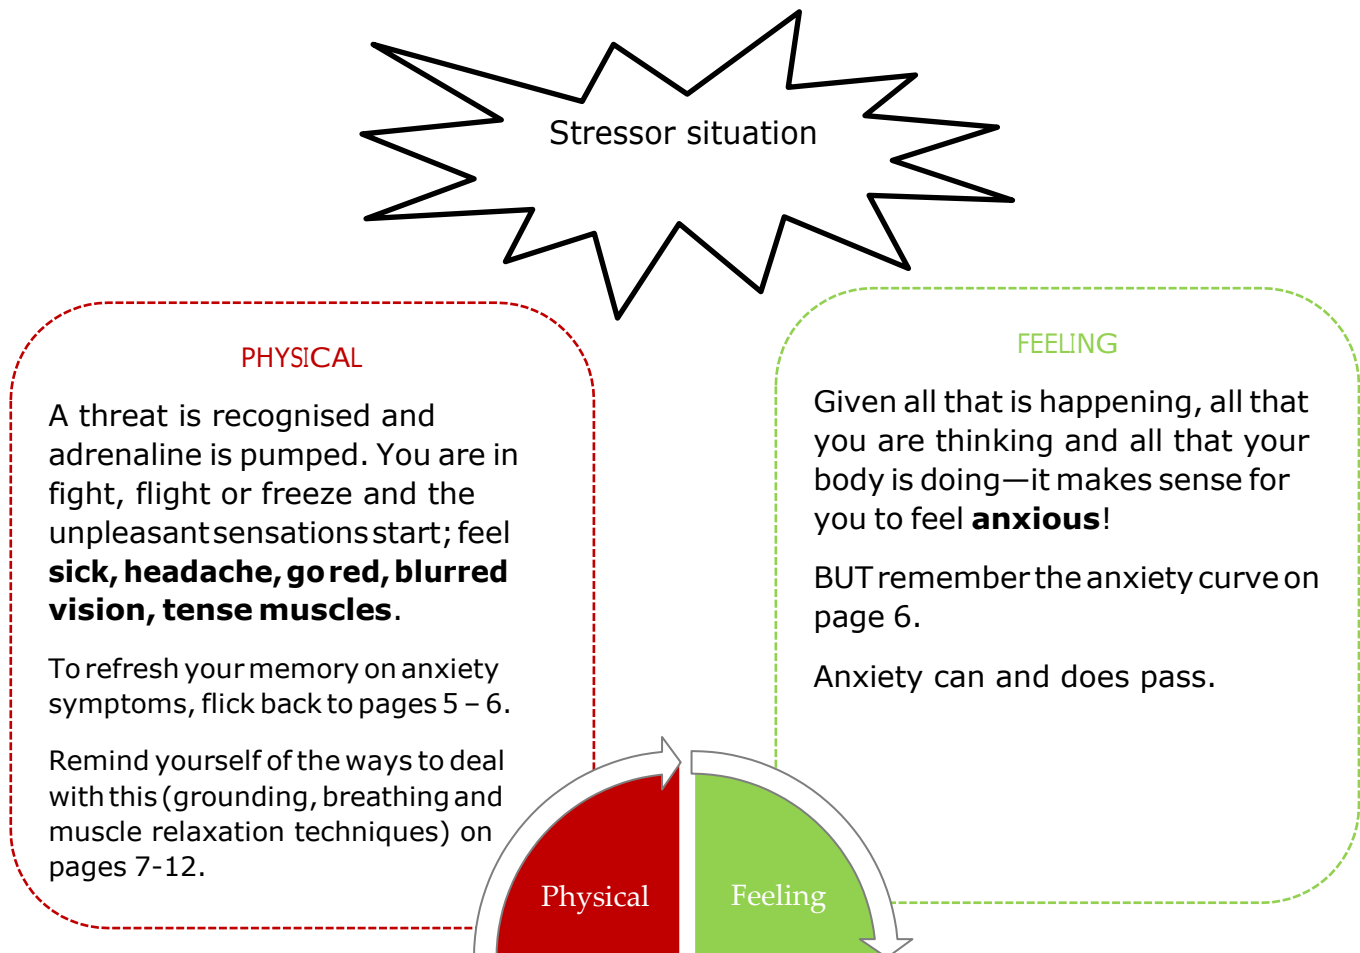 Stressor situation
PHYSICAL
A threat is recognised and
adrenaline is pumped. You are in
fight, flight or freeze and the
unpleasant sensations start; feel
sick, headache, go red, blurred
vision, tense muscles.
To refresh your memory on anxiety
symptoms, flick back to pages 5 – 6.
Remind yourself of the ways to deal
with this (grounding, breathing and
muscle relaxation techniques) on
pages 7-12.
FEELING
Given all that is happening, all that
you are thinking and all that your
body is doing—it makes sense for
you to feel anxious!
BUT remember the anxiety curve on
page 6.
Anxiety can and does pass.
Physical
Feeling